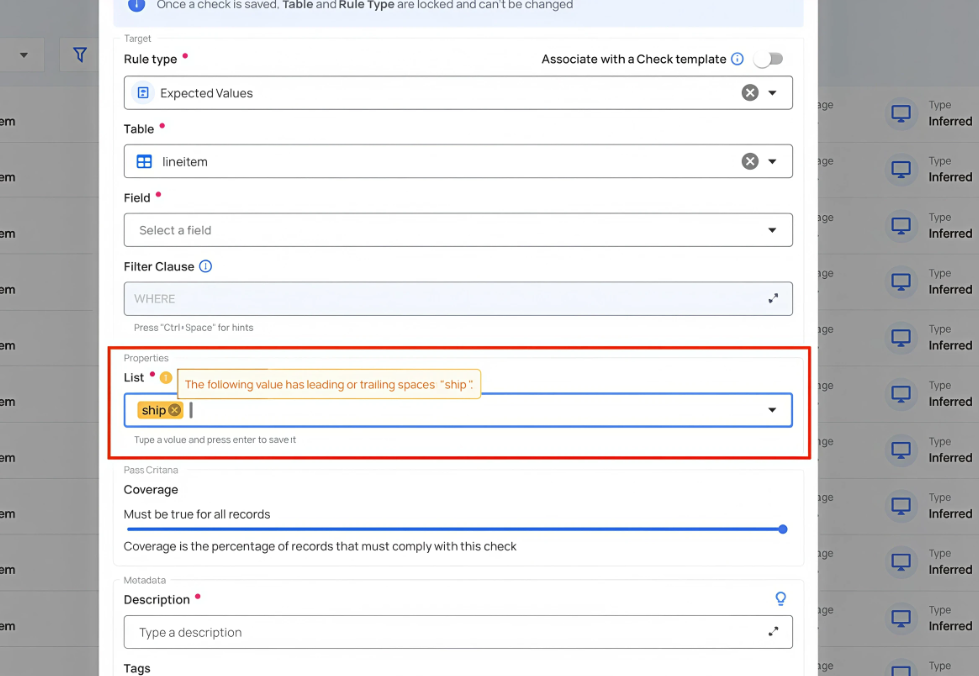 Once a check is saved, Table and Rule Type are locked and can't be changed
Target
Rule type *
Associate with a Check template
Expected Values
Table *
lineitem
Field *
Select a field
Filter Clause
WHERE
Press "Ctrl+Space" for hints
Properties
List *
The following value has leading or trailing spaces "ship ".
ship
Type a value and press enter to save it
Pass Critana
Coverage
Must be true for all records
Coverage is the percentage of records that must comply with this check
Metadata
Description *
Type a description
Tags
em
age
Type
Inferred
em
age
Type
Inferred
em
age
Type
Inferred
em
age
Type
Inferred
em
age
Type
Inferred
em
age
Type
Inferred
em
age
Type
Inferred
em
age
Type
Inferred
em
age
Type
Inferred
em
age
Type
Inferred
age
Type